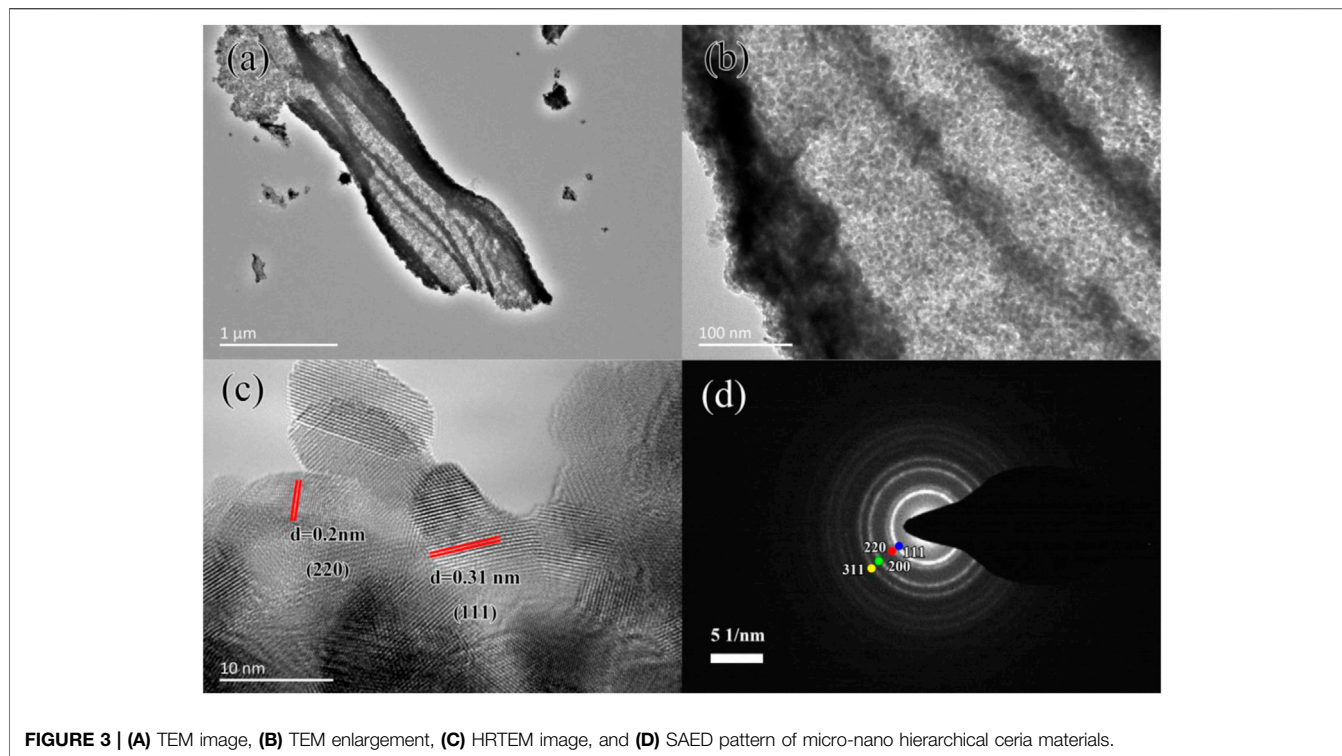 (a)
(b)
1 µm
100 nm
(c)
(d)
d=0.2nm
(220)
d=0.31 nm
(111)
10 nm
220
111
311
200
5 1/nm
FIGURE 3 | (A) TEM image, (B) TEM enlargement, (C) HRTEM image, and (D) SAED pattern of micro-nano hierarchical ceria materials.